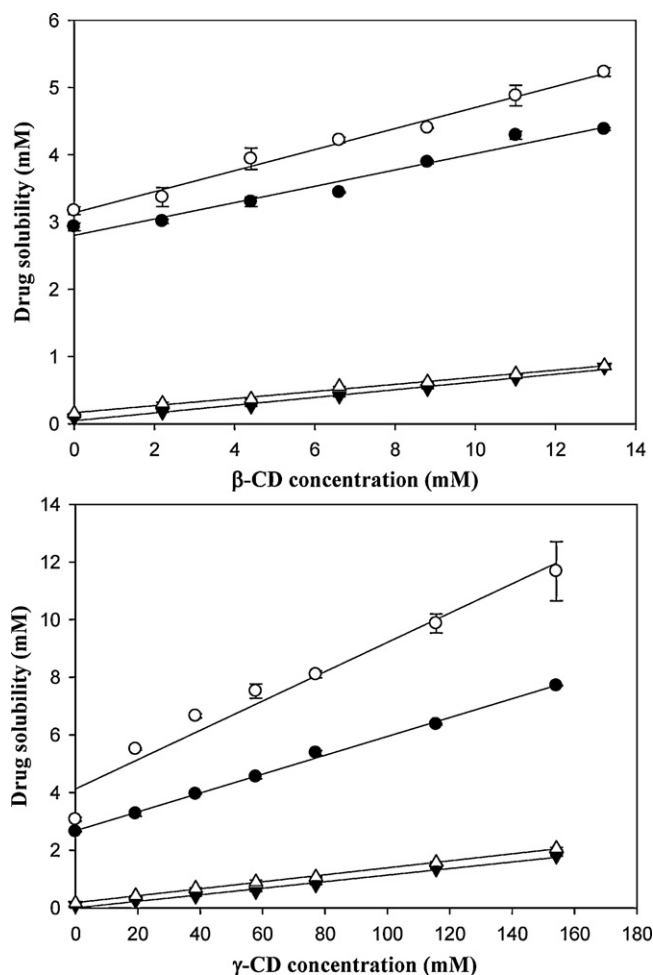 6
5
4
3
2
1
0
Drug solubility (mM)
0 2 4 6 8 10 12 14
β-CD concentration (mM)
14
12
10
8
6
4
2
0
Drug solubility (mM)
0 20 40 60 80 100 120 140 160 180
γ-CD concentration (mM)